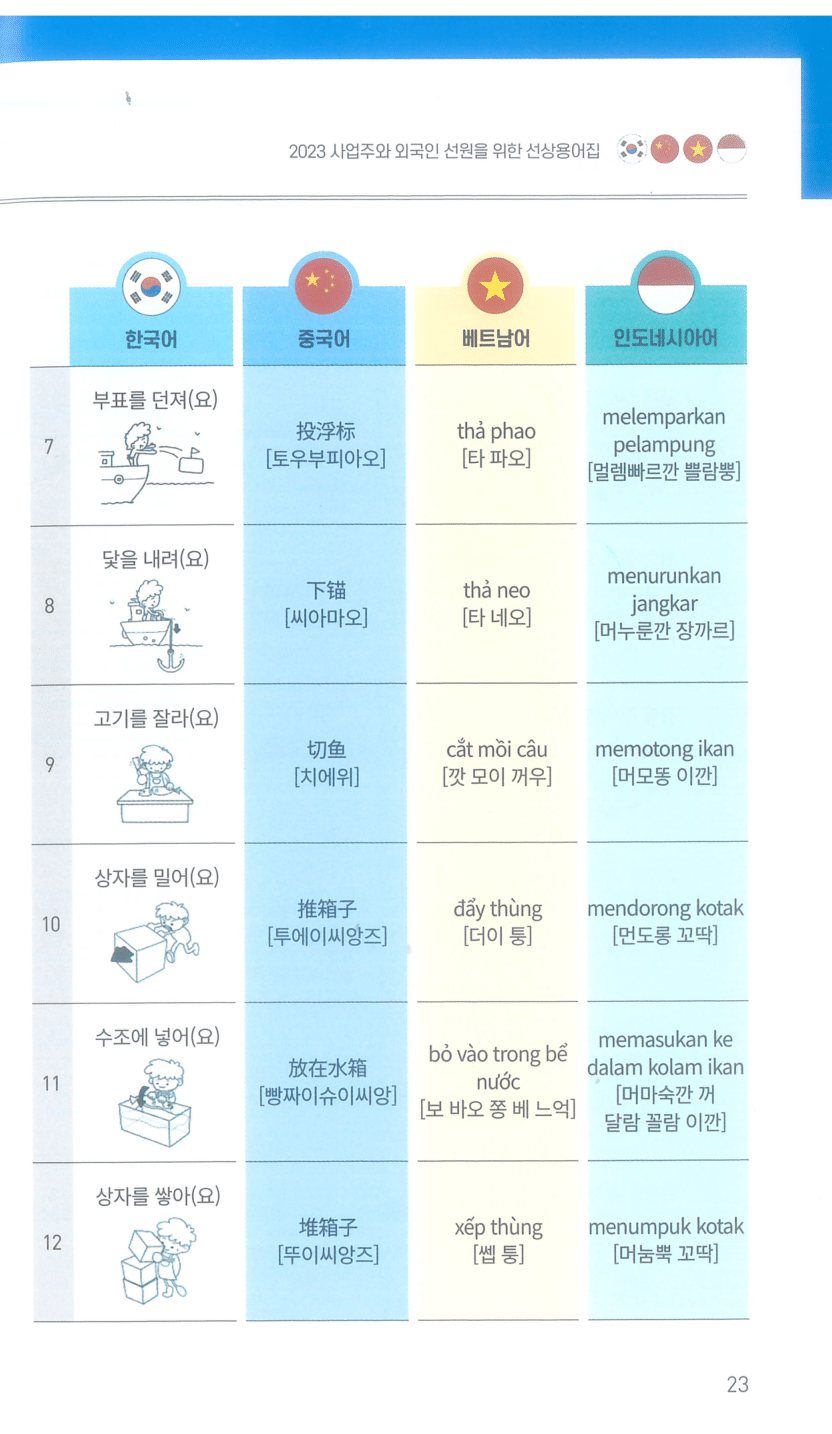 2023 사업주와 외국인 선원을 위한 선상용어집
한국어
중국어
베트남어
인도네시아어
7
부표를 던져(요)
投浮标
[토우부피아오]
thả phao
[타 파오]
melemparkan
pelampung
[멀렘빠르깐 쁠람뿡]
8
닻을 내려(요)
下锚
[씨아마오]
thả neo
[타 네오]
menurunkan
jangkar
[머누룬깐 장까르]
9
고기를 잘라(요)
切鱼
[치에위]
cắt mồi câu
[깟 모이 꺼우]
memotong ikan
[머모똥 이깐]
10
상자를 밀어(요)
推箱子
[투에이씨앙즈]
đẩy thùng
[더이 퉁]
mendorong kotak
[먼도롱 꼬딱]
11
수조에 넣어(요)
放在水箱
[빵짜이슈이씨앙]
bỏ vào trong bể
nước
[보 바오 쫑 베 느억]
memasukan ke
dalam kolam ikan
[머마숙깐 꺼
달람 꼴람 이깐]
12
상자를 쌓아(요)
堆箱子
[뚜이씨앙즈]
xếp thùng
[쎕 퉁]
menumpuk kotak
[머눔뿍 꼬딱]
23